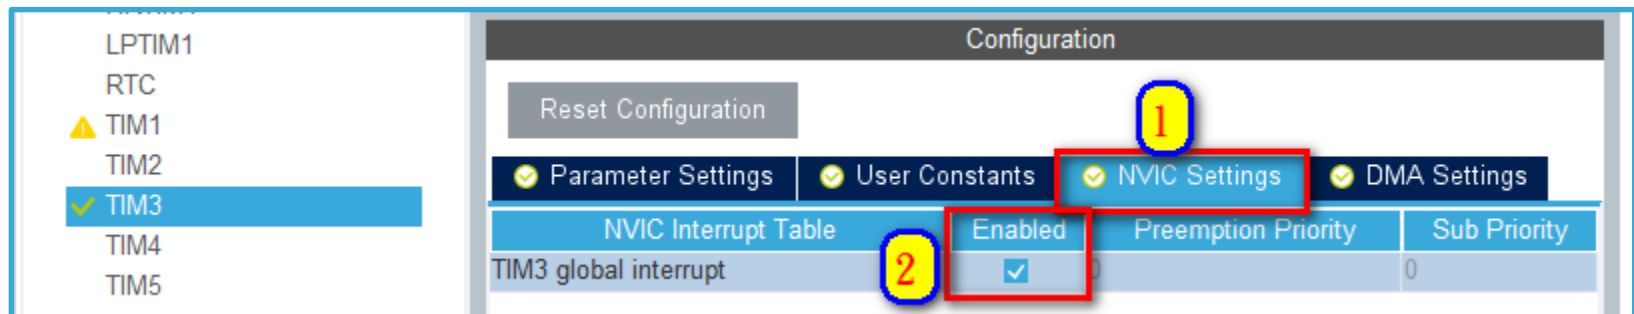 LPTIM1
RTC
TIM1
TIM2
TIM3
TIM4
TIM5
Configuration
Reset Configuration
1
Parameter Settings User Constants NVIC Settings DMA Settings
NVIC Interrupt Table Enabled Preemption Priority Sub Priority
TIM3 global interrupt 2 0 0